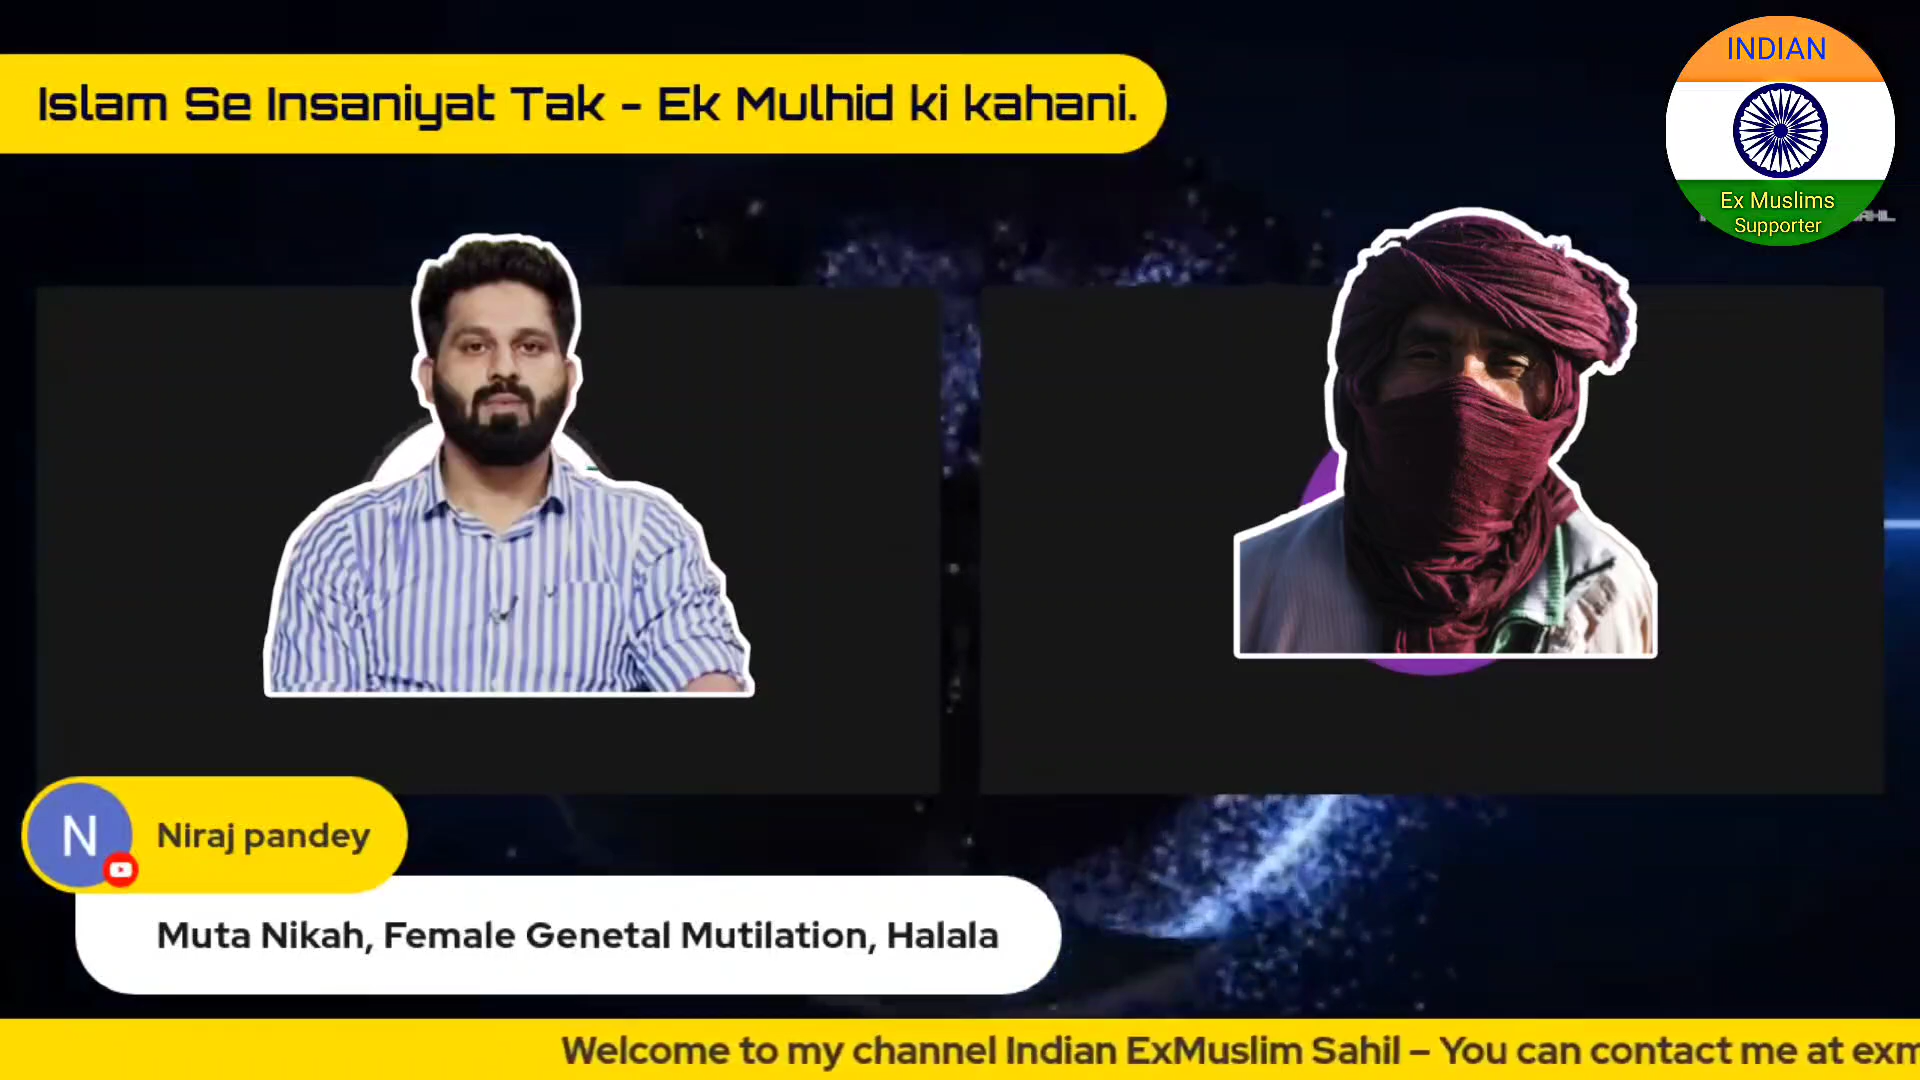 INDIAN
Islam Se Insaniyat Tak - Ek Mulhid ki kahani.
Ex Muslims
Supporter
N
Niraj pandey
Muta Nikah, Female Genetal Mutilation, Halala
Welcome to my channel Indian ExMuslim Sahil – You can contact me at exm